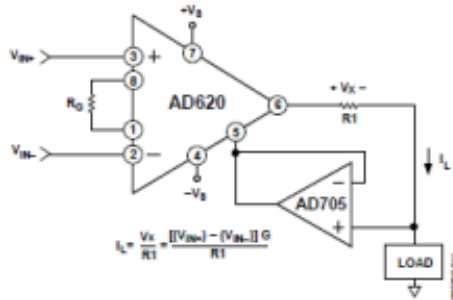 +VS
VIN+
3
+
7
8
RG
AD620
6
+ VX −
R1
1
5
VIN−
2
−
4
−VS
−
AD705
+
IL
IL= VX/R1 = [(VIN+) − (VIN−)] G/R1
LOAD